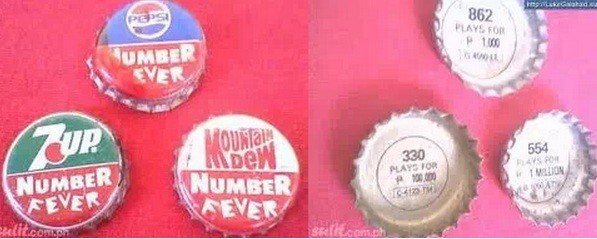 PEPSI
NUMBER
FEVER
7UP
NUMBER
FEVER
MOUNTAIN
DEW
NUMBER
FEVER
sulit.com.ph
862
PLAYS FOR
₱ 1,000
330
PLAYS FOR
₱ 100,000
554
PLAYS FOR
₱ 1 MILLION
sulit.com.ph